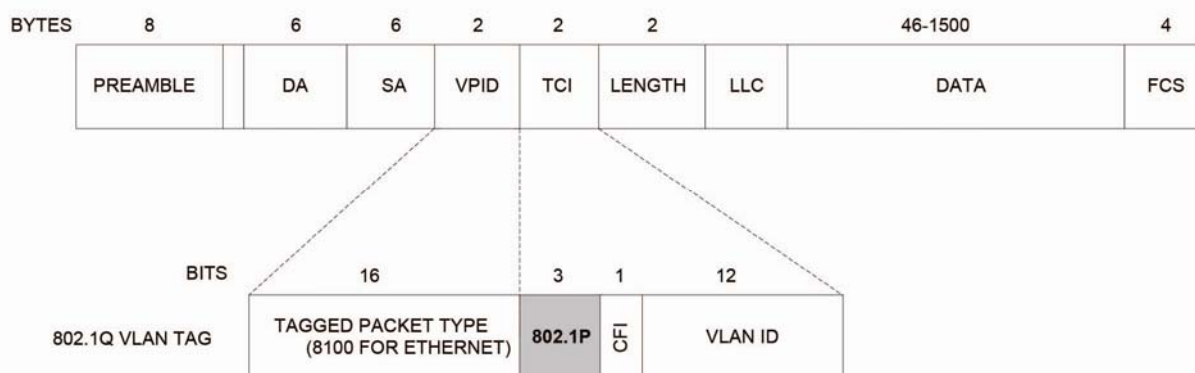 BYTES 8 6 6 2 2 2 46-1500 4
PREAMBLE DA SA VPID TCI LENGTH LLC DATA FCS
BITS 16 3 1 12
802.1Q VLAN TAG
TAGGED PACKET TYPE
(8100 FOR ETHERNET)
802.1P
CFI
VLAN ID